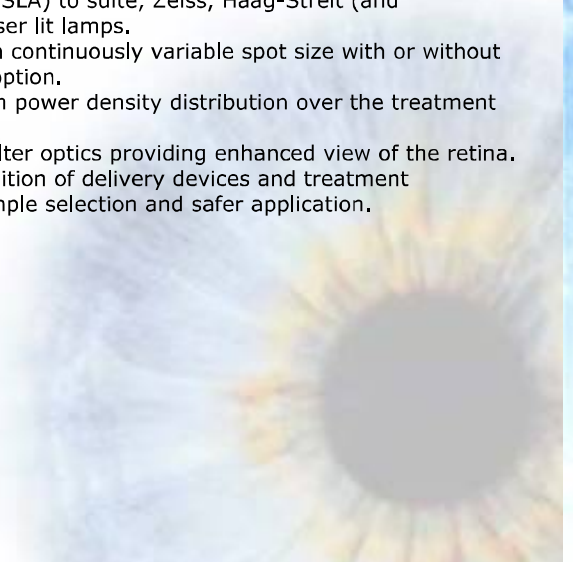 SLA) to suite, Zeiss, Haag-Streit (and
ser lit lamps.
continuously variable spot size with or without
option.
power density distribution over the treatment
lter optics providing enhanced view of the retina.
ition of delivery devices and treatment
mple selection and safer application.